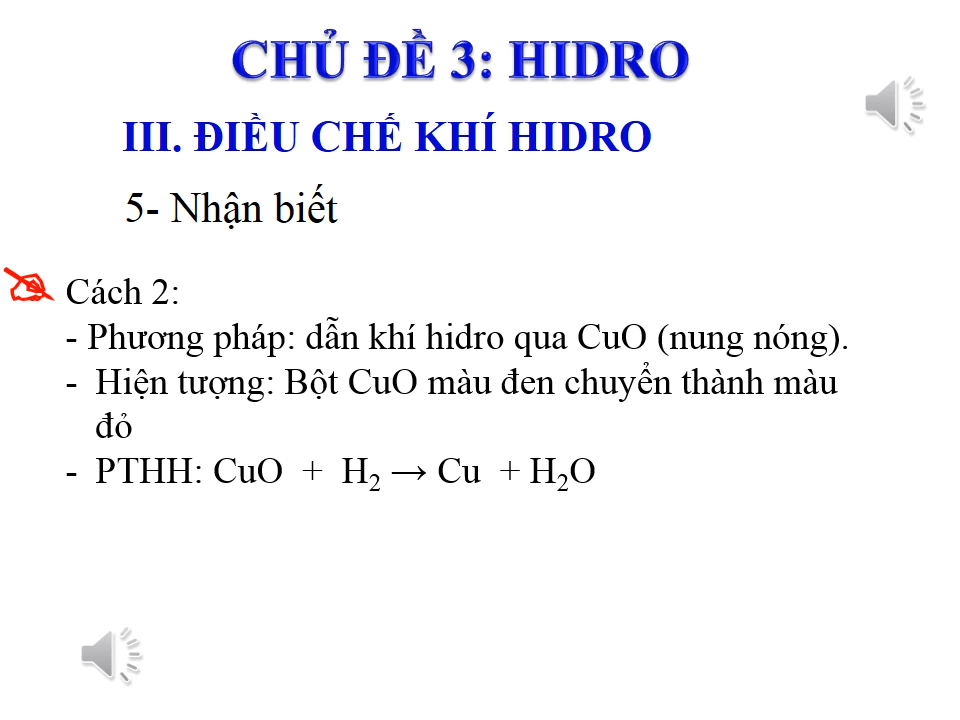 CHỦ ĐỀ 3: HIDRO
III. ĐIỀU CHẾ KHÍ HIDRO
5- Nhận biết
Cách 2:
- Phương pháp: dẫn khí hidro qua CuO (nung nóng).
- Hiện tượng: Bột CuO màu đen chuyển thành màu
đỏ
- PTHH: CuO + H₂ → Cu + H₂O